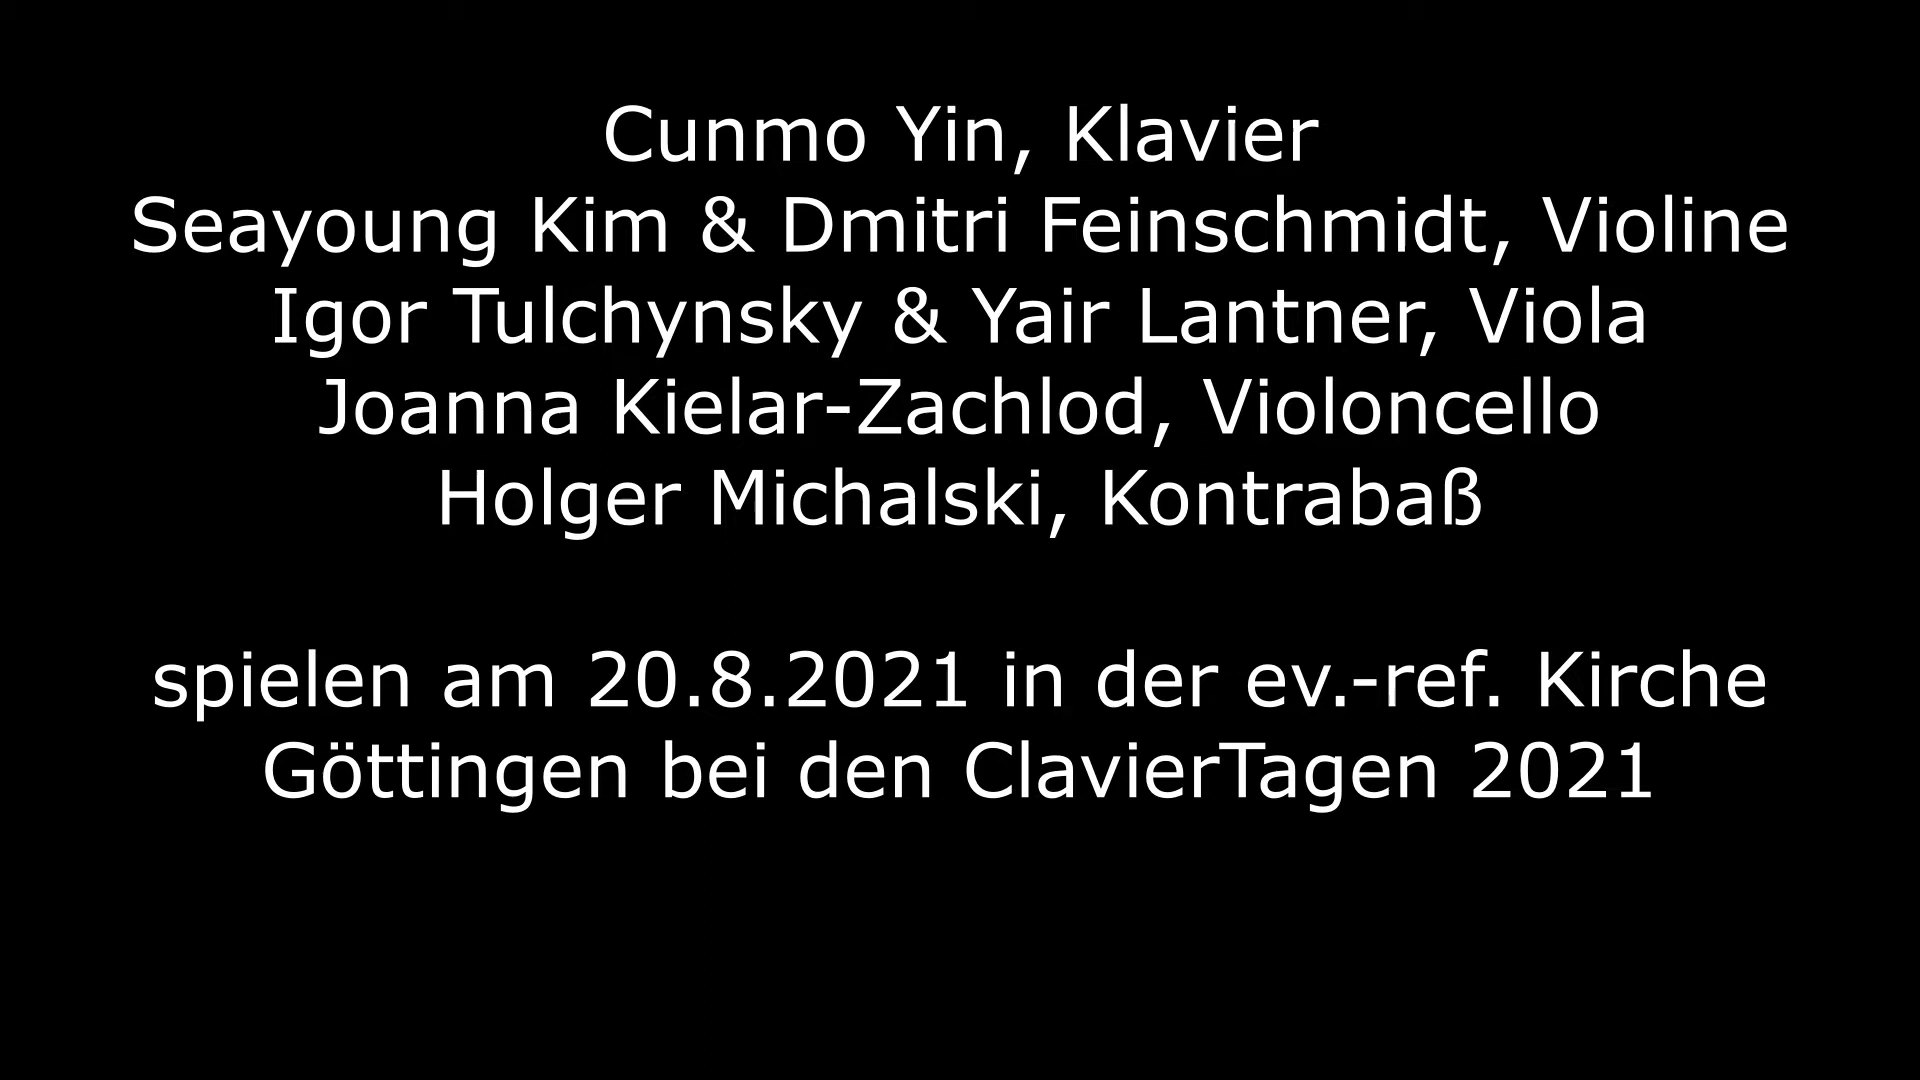 Cunmo Yin, Klavier
Seayoung Kim & Dmitri Feinschmidt, Violine
Igor Tulchynsky & Yair Lantner, Viola
Joanna Kielar-Zachlod, Violoncello
Holger Michalski, Kontrabaß
spielen am 20.8.2021 in der ev.-ref. Kirche
Göttingen bei den ClavierTagen 2021